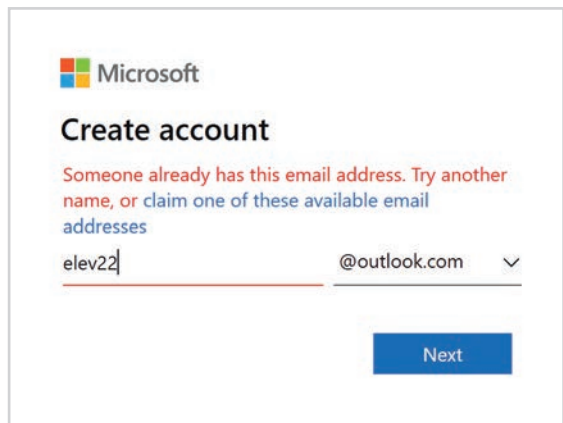 Microsoft
Create account
Someone already has this email address. Try another
name, or claim one of these available email
addresses
elev22 @outlook.com
Next